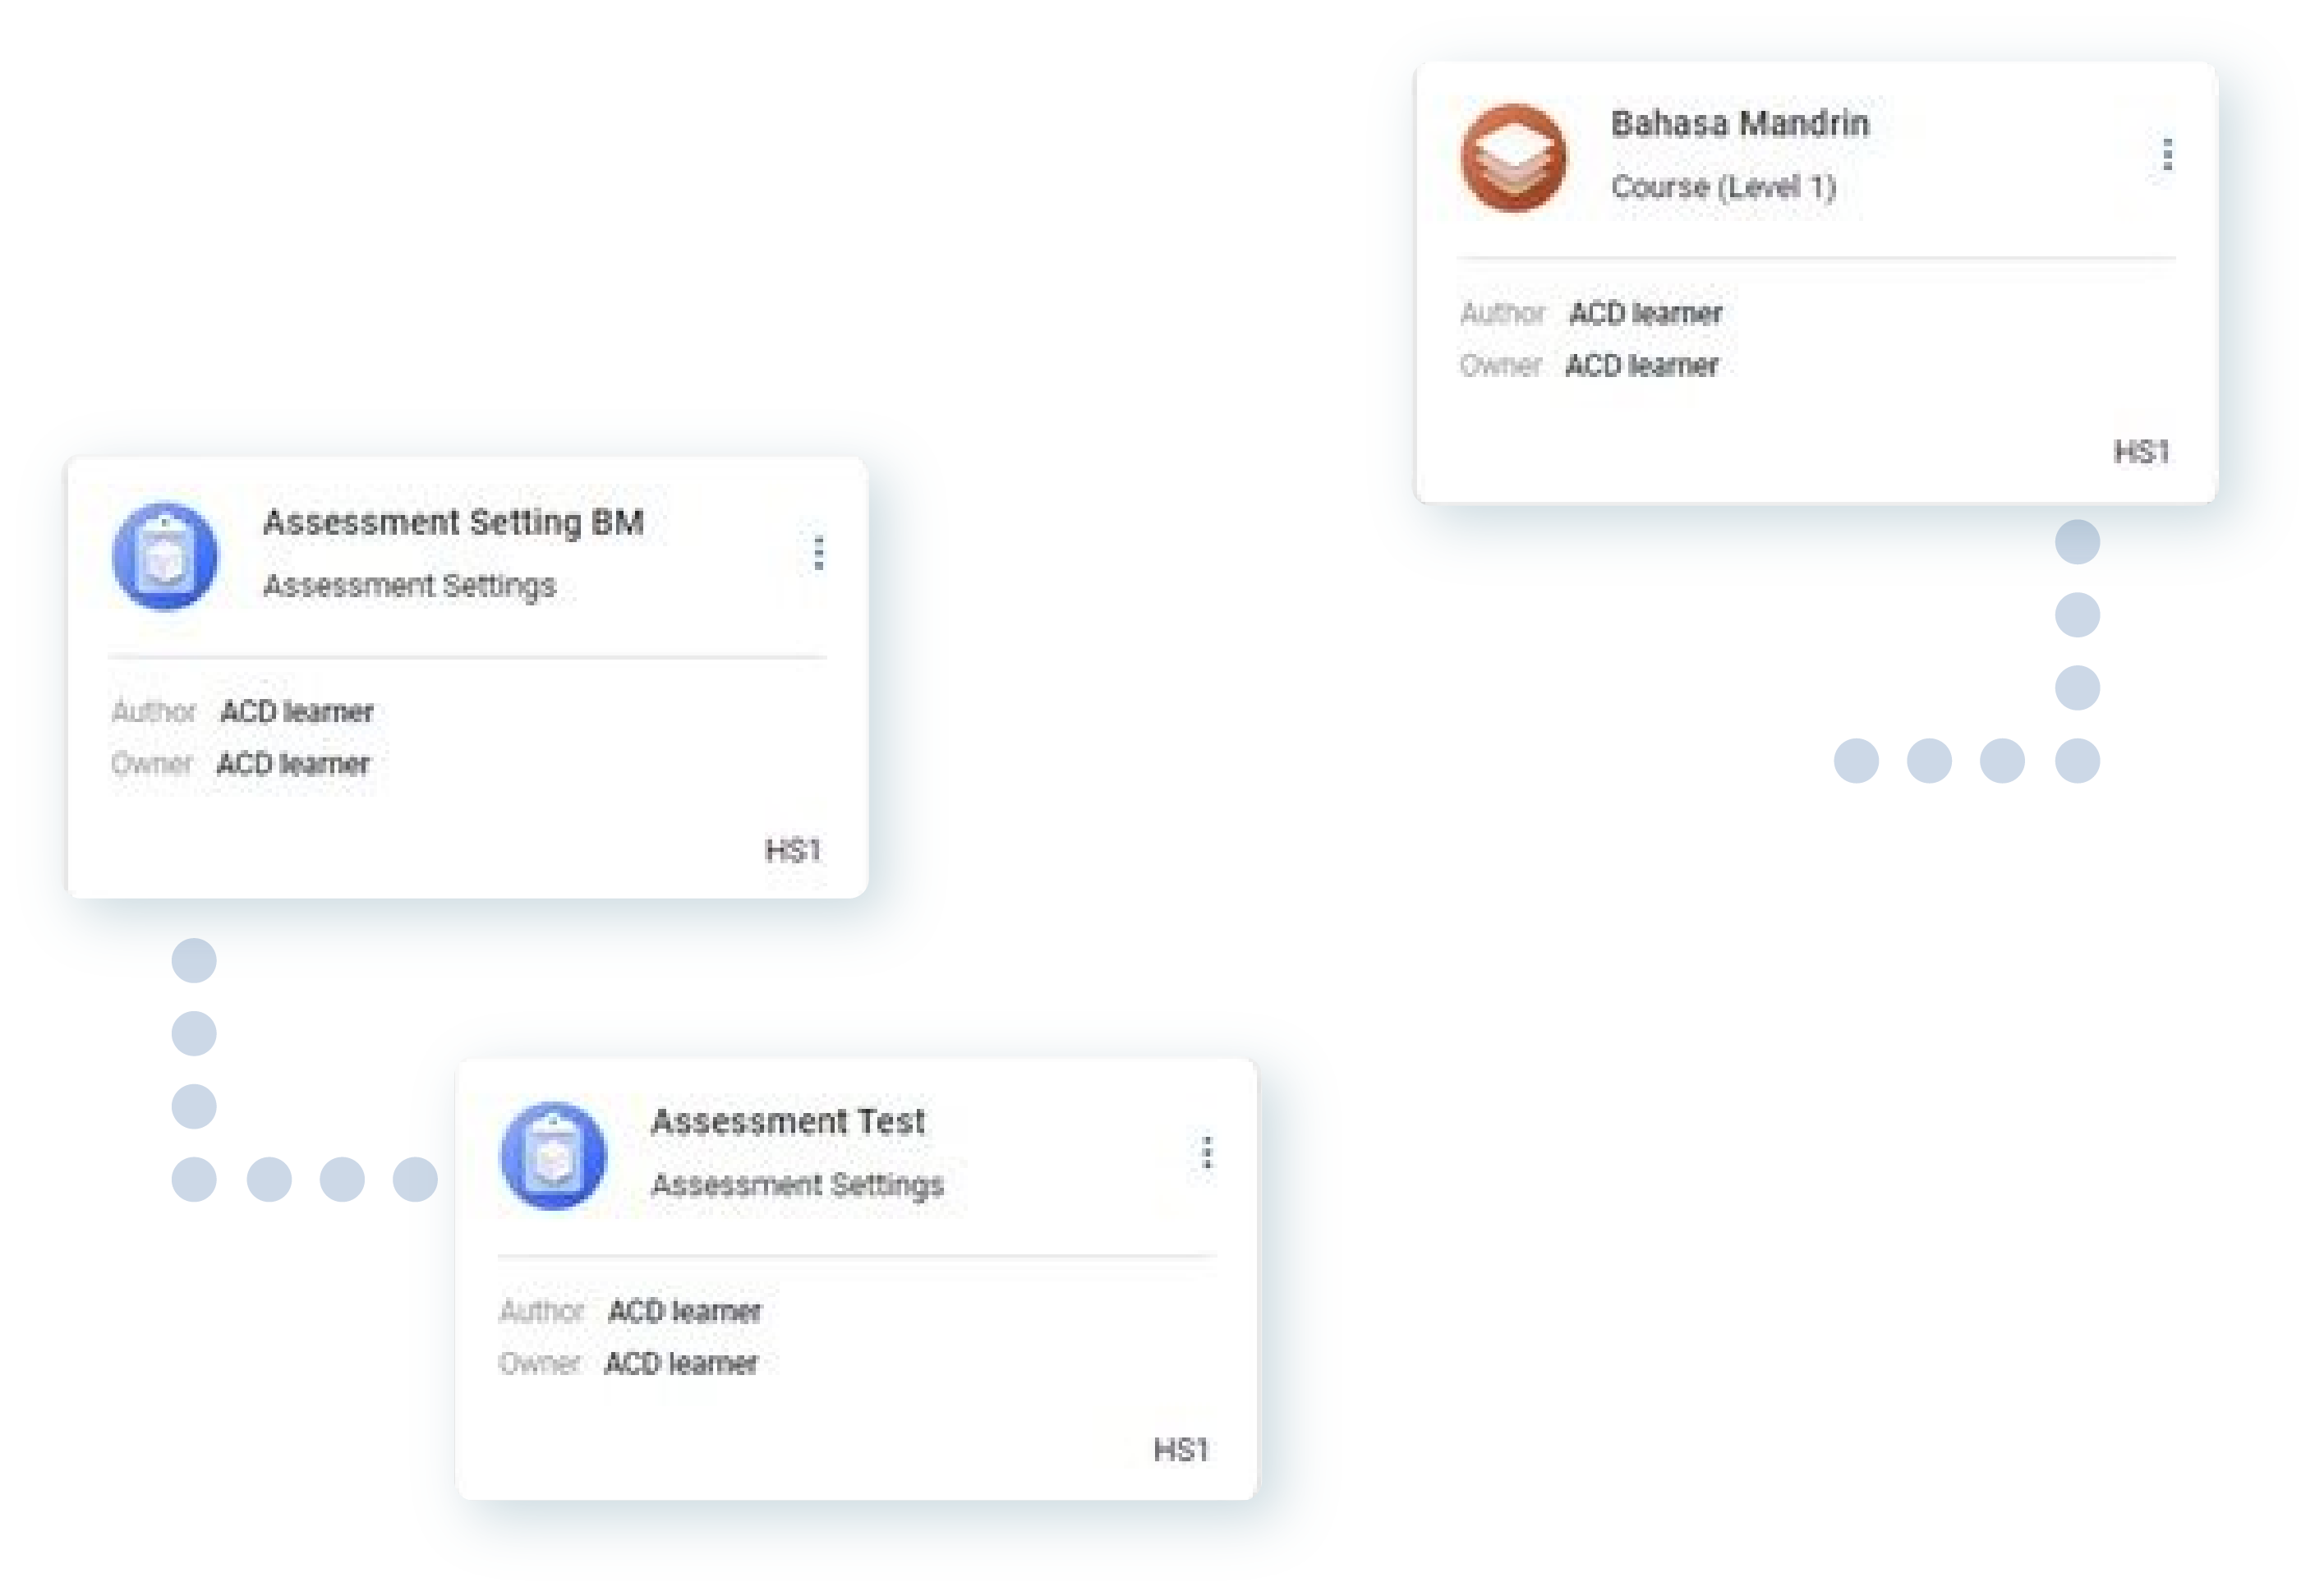 Bahasa Mandrin
Course (Level 1)
Author ACD learner
Owner ACD learner
HS1
Assessment Setting BM
Assessment Settings
Author ACD learner
Owner ACD learner
HS1
Assessment Test
Assessment Settings
Author ACD learner
Owner ACD learner
HS1